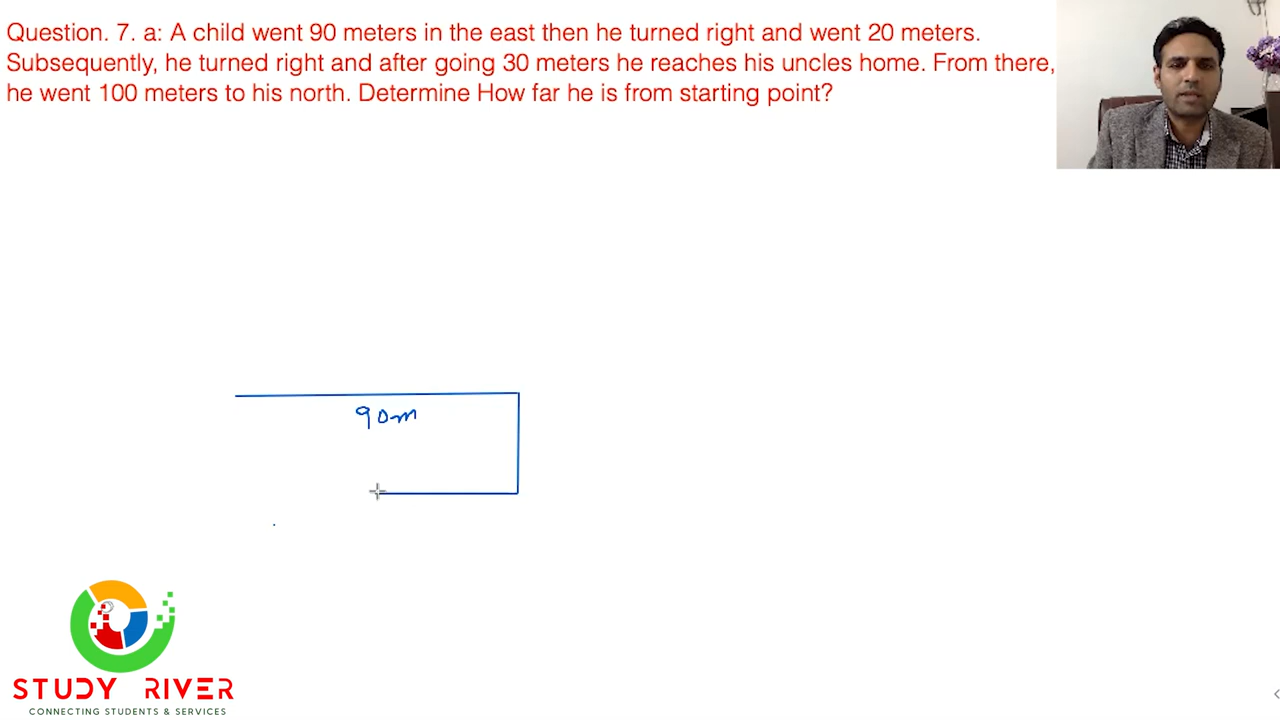 Question. 7. a: A child went 90 meters in the east then he turned right and went 20 meters.
Subsequently, he turned right and after going 30 meters he reaches his uncles home. From there,
he went 100 meters to his north. Determine How far he is from starting point?
90m
STUDY RIVER
CONNECTING STUDENTS & SERVICES